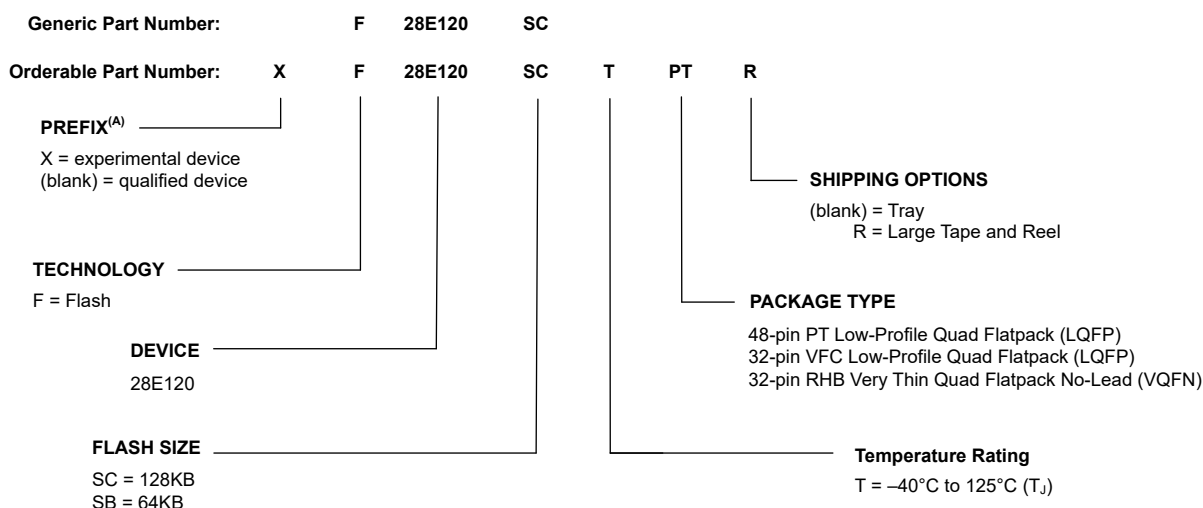 Generic Part Number: F 28E120 SC
Orderable Part Number: X F 28E120 SC T PT R
PREFIX(A)
X = experimental device
(blank) = qualified device
SHIPPING OPTIONS
(blank) = Tray
R = Large Tape and Reel
TECHNOLOGY
F = Flash
PACKAGE TYPE
48-pin PT Low-Profile Quad Flatpack (LQFP)
32-pin VFC Low-Profile Quad Flatpack (LQFP)
32-pin RHB Very Thin Quad Flatpack No-Lead (VQFN)
DEVICE
28E120
FLASH SIZE
SC = 128KB
SB = 64KB
Temperature Rating
T = –40°C to 125°C (TJ)